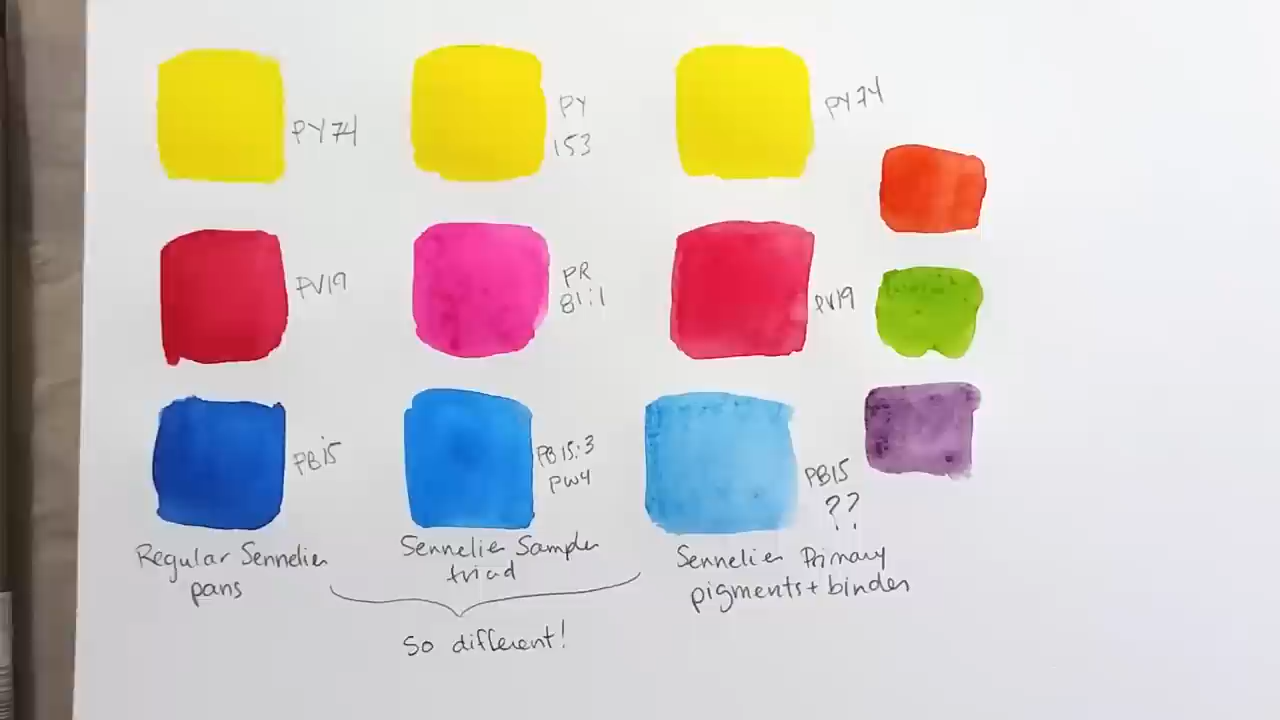 PY74
PY
153
PY74
PV19
PR
81:1
PV19
PB15
PB15:3
PW4
PB15
??
Regular Sennelier
pans
Sennelier Sampler
triad
Sennelier Primary
pigments + binder
So different!